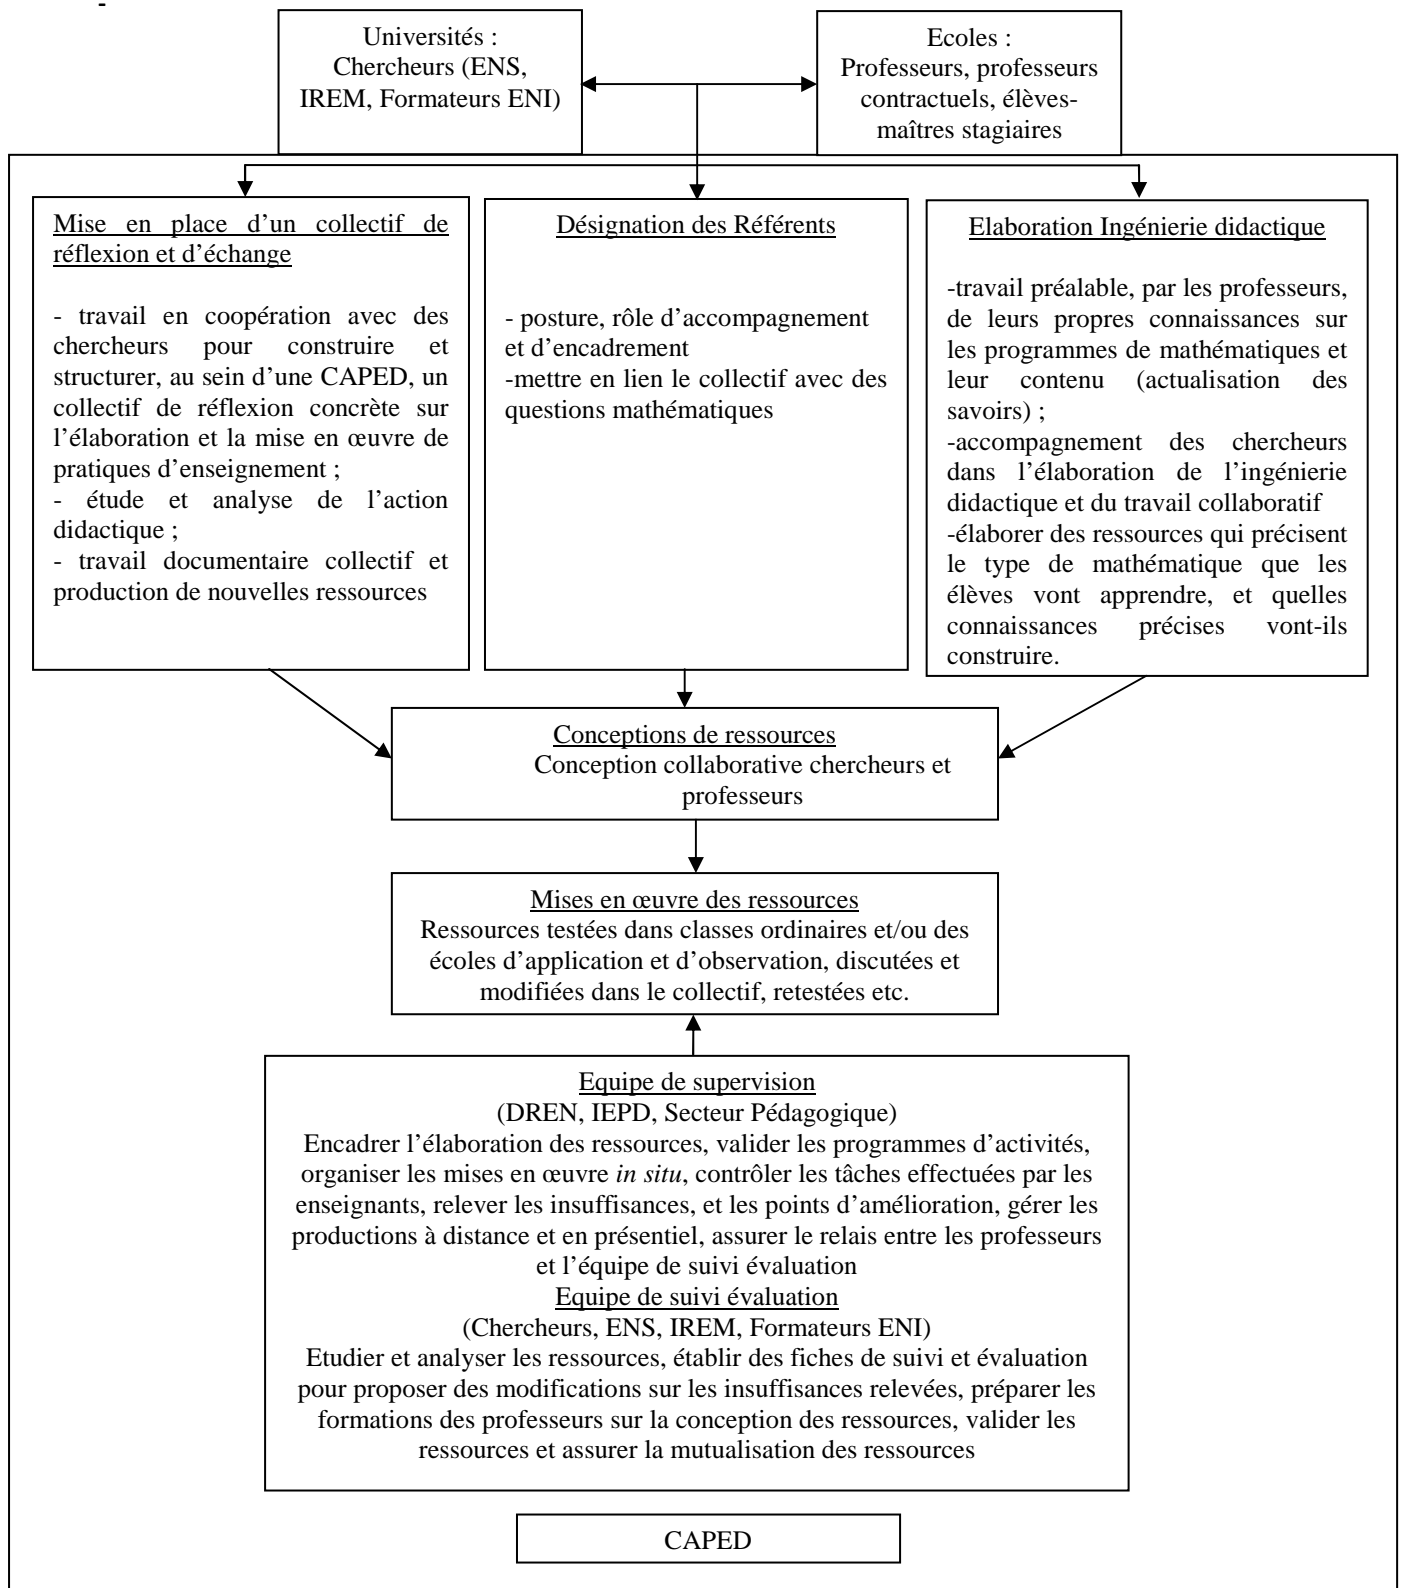 -
Universités :
Chercheurs (ENS,
IREM, Formateurs ENI)
Ecoles :
Professeurs, professeurs
contractuels, élèves-
maîtres stagiaires
Mise en place d’un collectif de
réflexion et d’échange
- travail en coopération avec des
chercheurs pour construire et
structurer, au sein d’une CAPED, un
collectif de réflexion concrète sur
l’élaboration et la mise en œuvre de
pratiques d’enseignement ;
- étude et analyse de l’action
didactique ;
- travail documentaire collectif et
production de nouvelles ressources
Désignation des Référents
- posture, rôle d’accompagnement
et d’encadrement
-mettre en lien le collectif avec des
questions mathématiques
Elaboration Ingénierie didactique
-travail préalable, par les professeurs,
de leurs propres connaissances sur
les programmes de mathématiques et
leur contenu (actualisation des
savoirs) ;
-accompagnement des chercheurs
dans l’élaboration de l’ingénierie
didactique et du travail collaboratif
-élaborer des ressources qui précisent
le type de mathématique que les
élèves vont apprendre, et quelles
connaissances précises vont-ils
construire.
Conceptions de ressources
Conception collaborative chercheurs et
professeurs
Mises en œuvre des ressources
Ressources testées dans classes ordinaires et/ou des
écoles d’application et d’observation, discutées et
modifiées dans le collectif, retestées etc.
Equipe de supervision
(DREN, IEPD, Secteur Pédagogique)
Encadrer l’élaboration des ressources, valider les programmes d’activités,
organiser les mises en œuvre in situ, contrôler les tâches effectuées par les
enseignants, relever les insuffisances, et les points d’amélioration, gérer les
productions à distance et en présentiel, assurer le relais entre les professeurs
et l’équipe de suivi évaluation
Equipe de suivi évaluation
(Chercheurs, ENS, IREM, Formateurs ENI)
Etudier et analyser les ressources, établir des fiches de suivi et évaluation
pour proposer des modifications sur les insuffisances relevées, préparer les
formations des professeurs sur la conception des ressources, valider les
ressources et assurer la mutualisation des ressources
CAPED